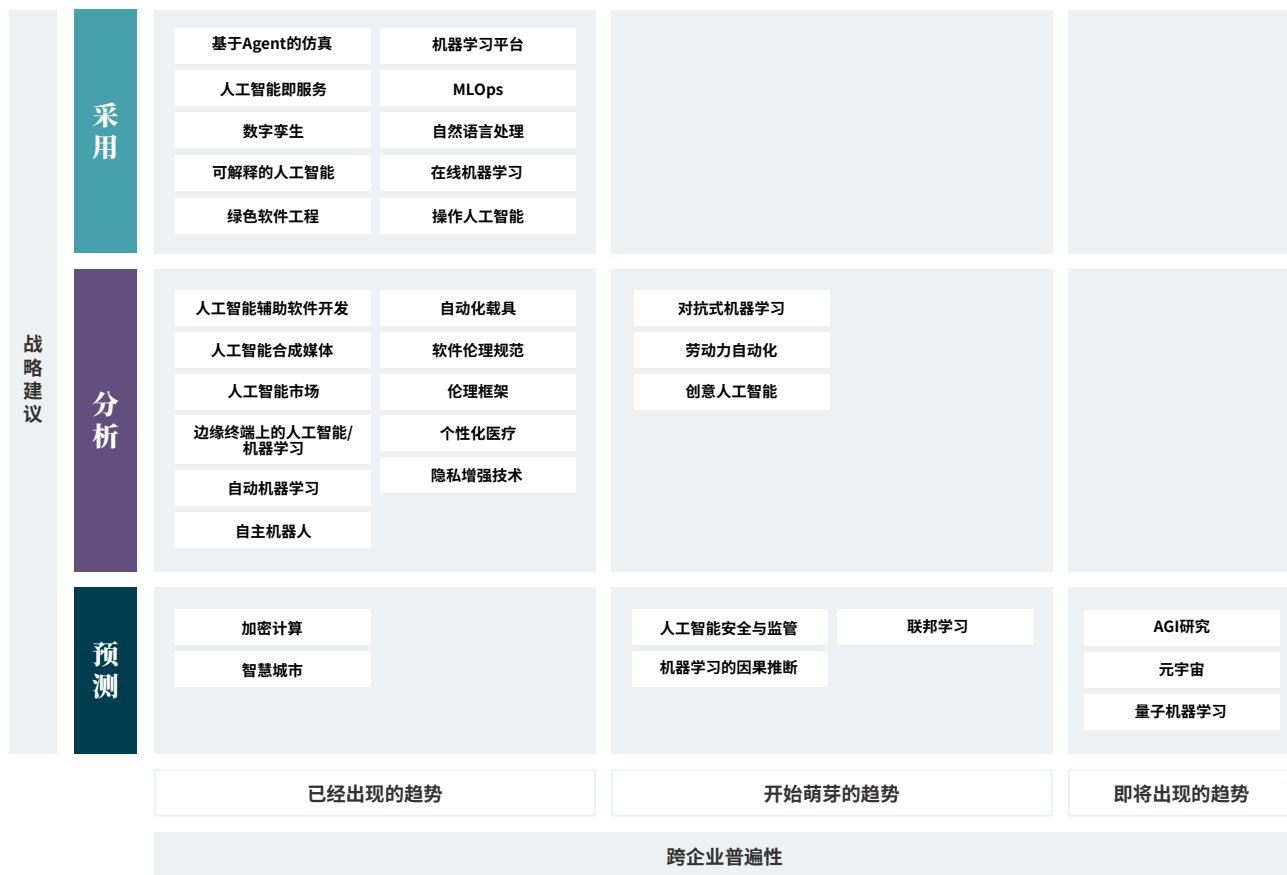 战略建议
采用
基于Agent的仿真
人工智能即服务
数字孪生
可解释的人工智能
绿色软件工程
机器学习平台
MLOps
自然语言处理
在线机器学习
操作人工智能
分析
人工智能辅助软件开发
人工智能合成媒体
人工智能市场
边缘终端上的人工智能/
机器学习
自动机器学习
自主机器人
自动化载具
软件伦理规范
伦理框架
个性化医疗
隐私增强技术
对抗式机器学习
劳动力自动化
创意人工智能
预测
加密计算
智慧城市
人工智能安全与监管
机器学习的因果推断
联邦学习
AGI研究
元宇宙
量子机器学习
已经出现的趋势
开始萌芽的趋势
即将出现的趋势
跨企业普遍性